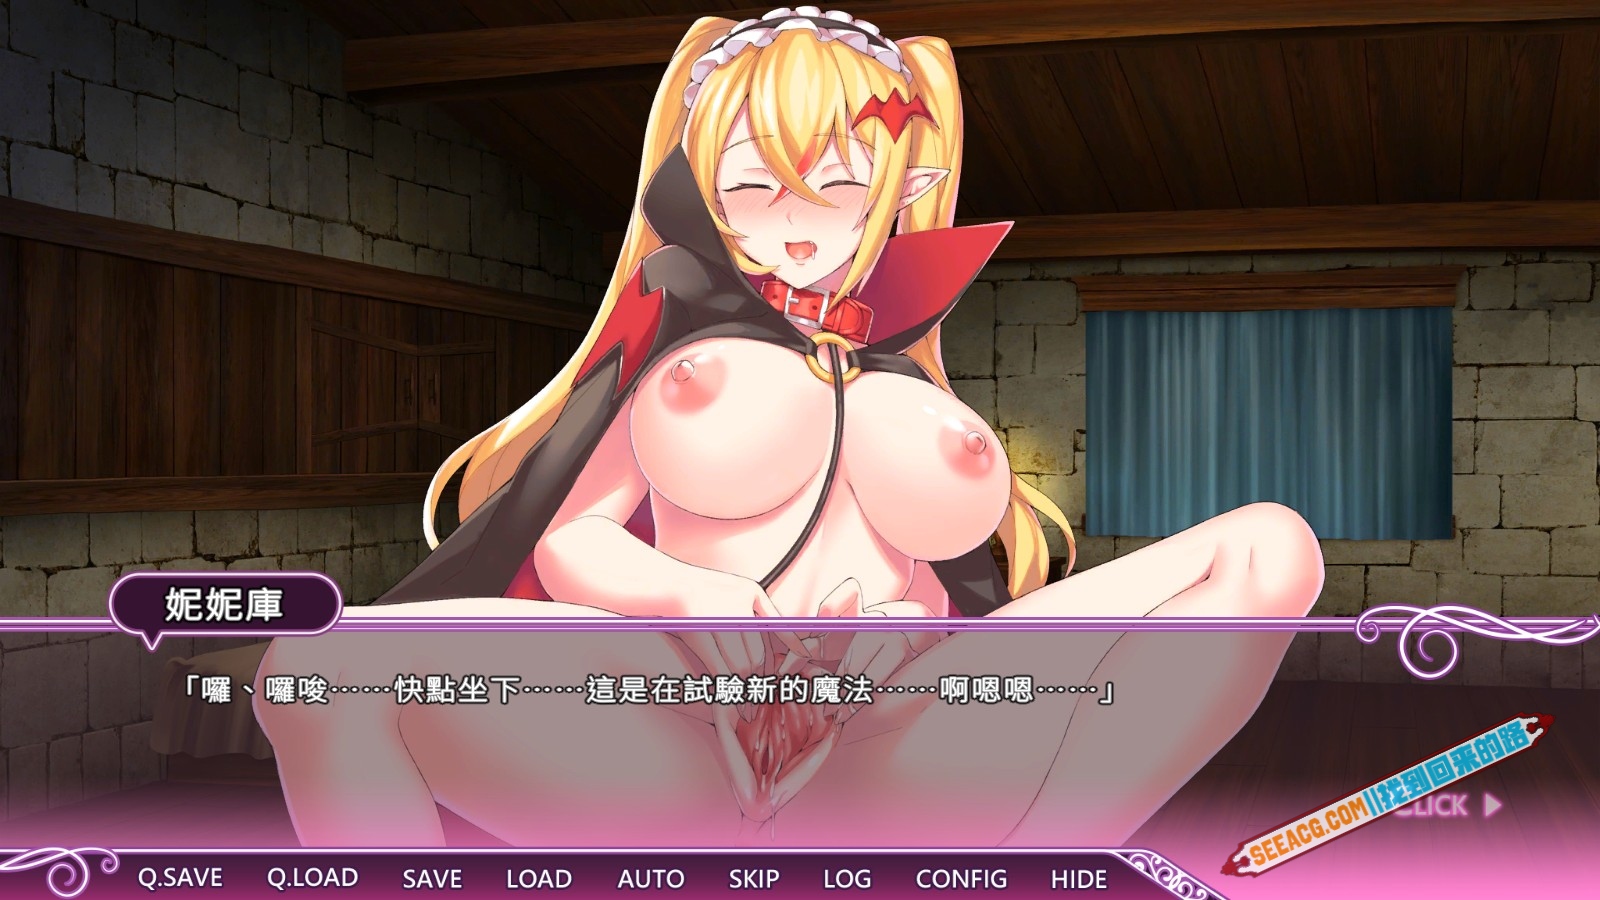 妮妮庫
「囉、囉唆……快點坐下……這是在試驗新的魔法……啊嗯嗯……」
SEEACG.COM||找到回来的路
CLICK
Q.SAVE Q.LOAD SAVE LOAD AUTO SKIP LOG CONFIG HIDE